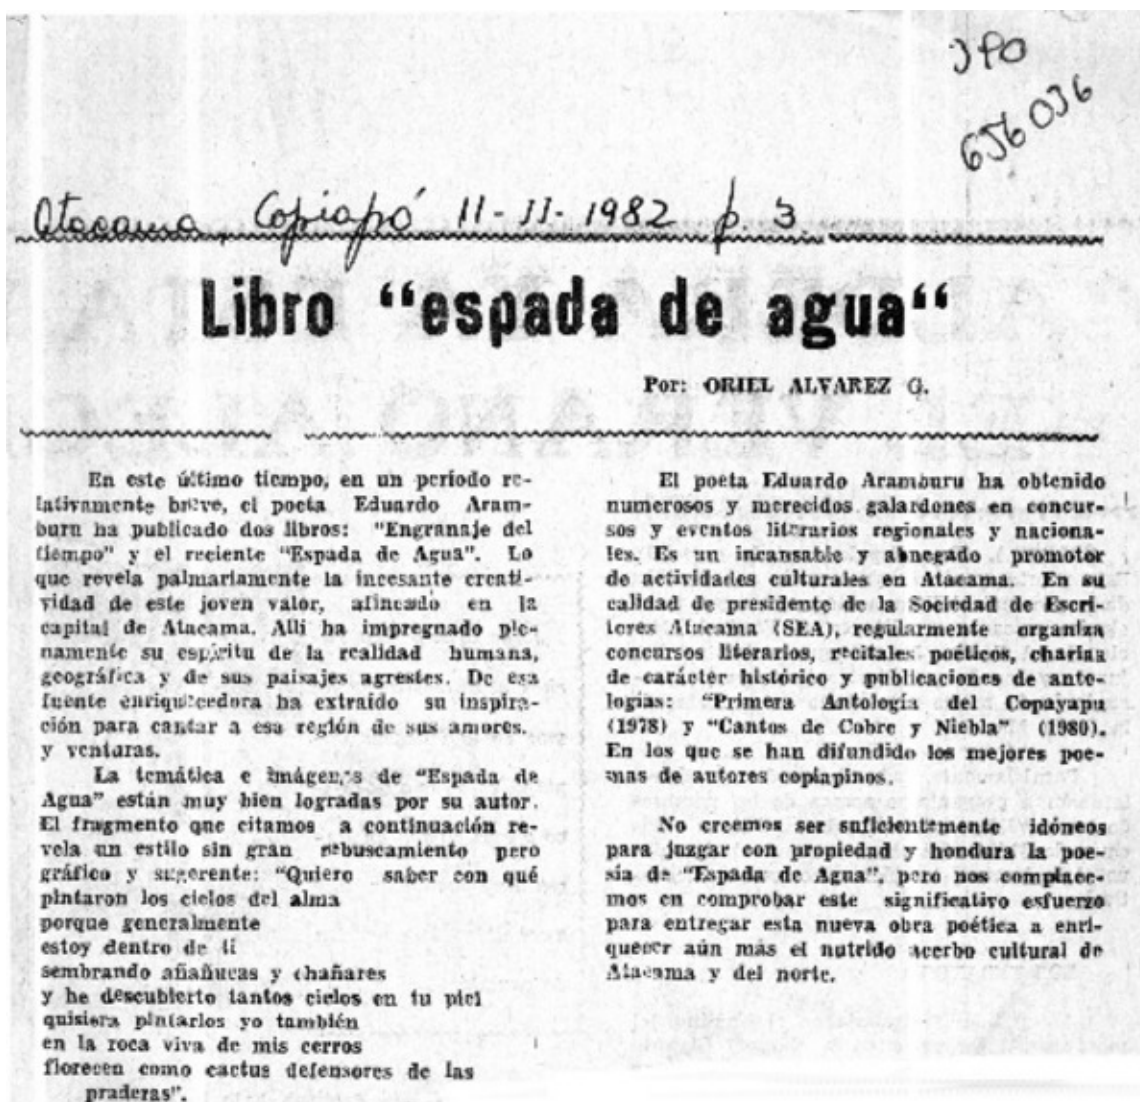 JPO
656036
Atacama, Copiapó 11-II-1982 p. 3
Libro “espada de agua“
Por: ORIEL ALVAREZ G.
En este último tiempo, en un período re-
lativamente breve, el poeta Eduardo Aram-
buru ha publicado dos libros: "Engranaje del
tiempo" y el reciente "Espada de Agua". Lo
que revela palmariamente la incesante creati-
vidad de este joven valor, afincado en la
capital de Atacama. Allí ha impregnado ple-
namente su espíritu de la realidad humana,
geográfica y de sus paisajes agrestes. De esa
fuente enriquecedora ha extraído su inspira-
ción para cantar a esa región de sus amores.
y venturas.
La temática e imágenes de "Espada de
Agua" están muy bien logradas por su autor.
El fragmento que citamos a continuación re-
vela un estilo sin gran rebuscamiento pero
gráfico y sugerente: "Quiero saber con qué
pintaron los cielos del alma
porque generalmente
estoy dentro de ti
sembrando añañucas y chañares
y he descubierto tantos cielos en tu piel
quisiera pintarlos yo también
en la roca viva de mis cerros
florecen como cactus defensores de las
praderas".
El poeta Eduardo Aramburu ha obtenido
numerosos y merecidos galardones en concur-
sos y eventos literarios regionales y naciona-
les. Es un incansable y abnegado promotor
de actividades culturales en Atacama. En su
calidad de presidente de la Sociedad de Escri-
tores Atacama (SEA), regularmente organiza
concursos literarios, recitales poéticos, charlas
de carácter histórico y publicaciones de anto-
logías: "Primera Antología del Copayapu
(1978) y "Cantos de Cobre y Niebla" (1980).
En los que se han difundido los mejores poe-
mas de autores copiapinos.
No creemos ser suficientemente idóneos
para juzgar con propiedad y hondura la poe-
sía de "Espada de Agua", pero nos complace-
mos en comprobar este significativo esfuerzo
para entregar esta nueva obra poética a enri-
quecer aún más el nutrido acerbo cultural de
Atacama y del norte.